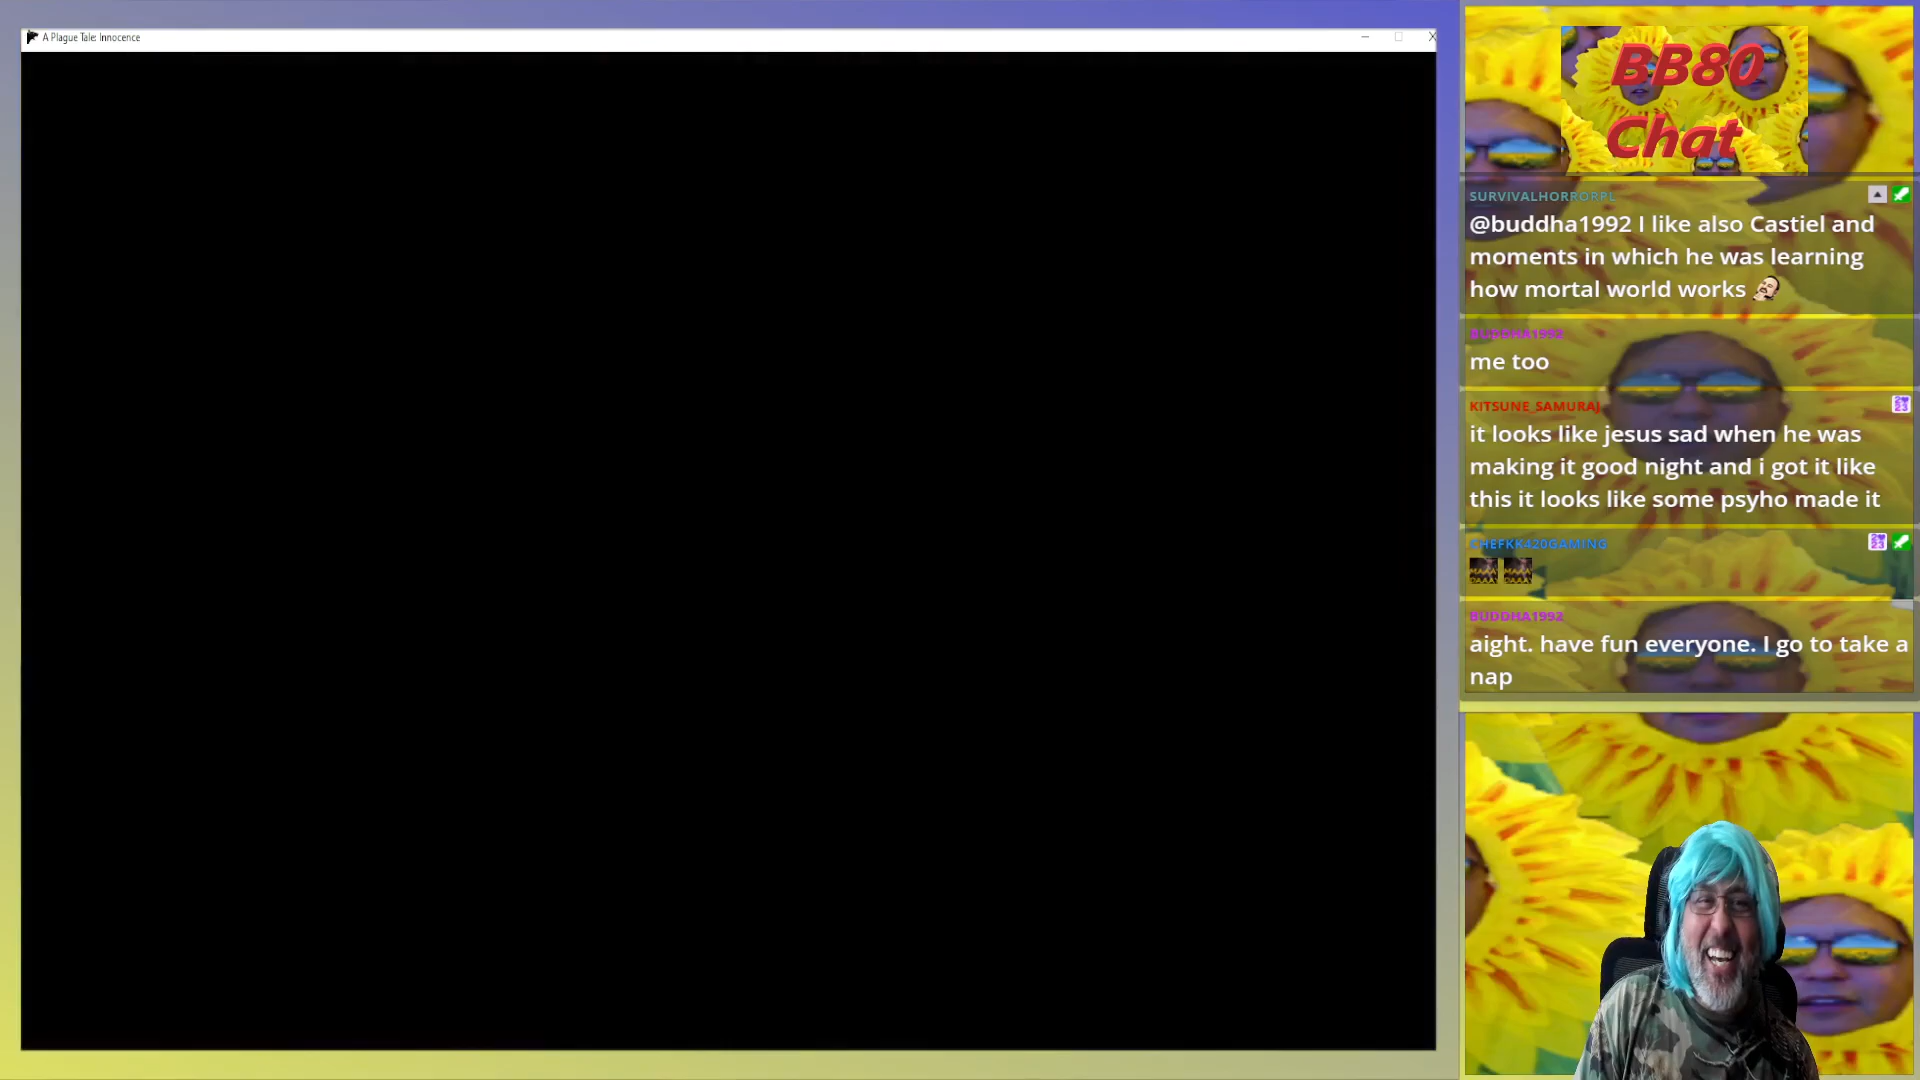 A Plague Tale: Innocence
BB80
Chat
SURVIVALHORRORPL
@buddha1992 I like also Castiel and
moments in which he was learning
how mortal world works
BUDDHA1992
me too
KITSUNE_SAMURAJ
it looks like jesus sad when he was
making it good night and i got it like
this it looks like some psyho made it
CHEFKK420GAMING
BUDDHA1992
aight. have fun everyone. I go to take a
nap